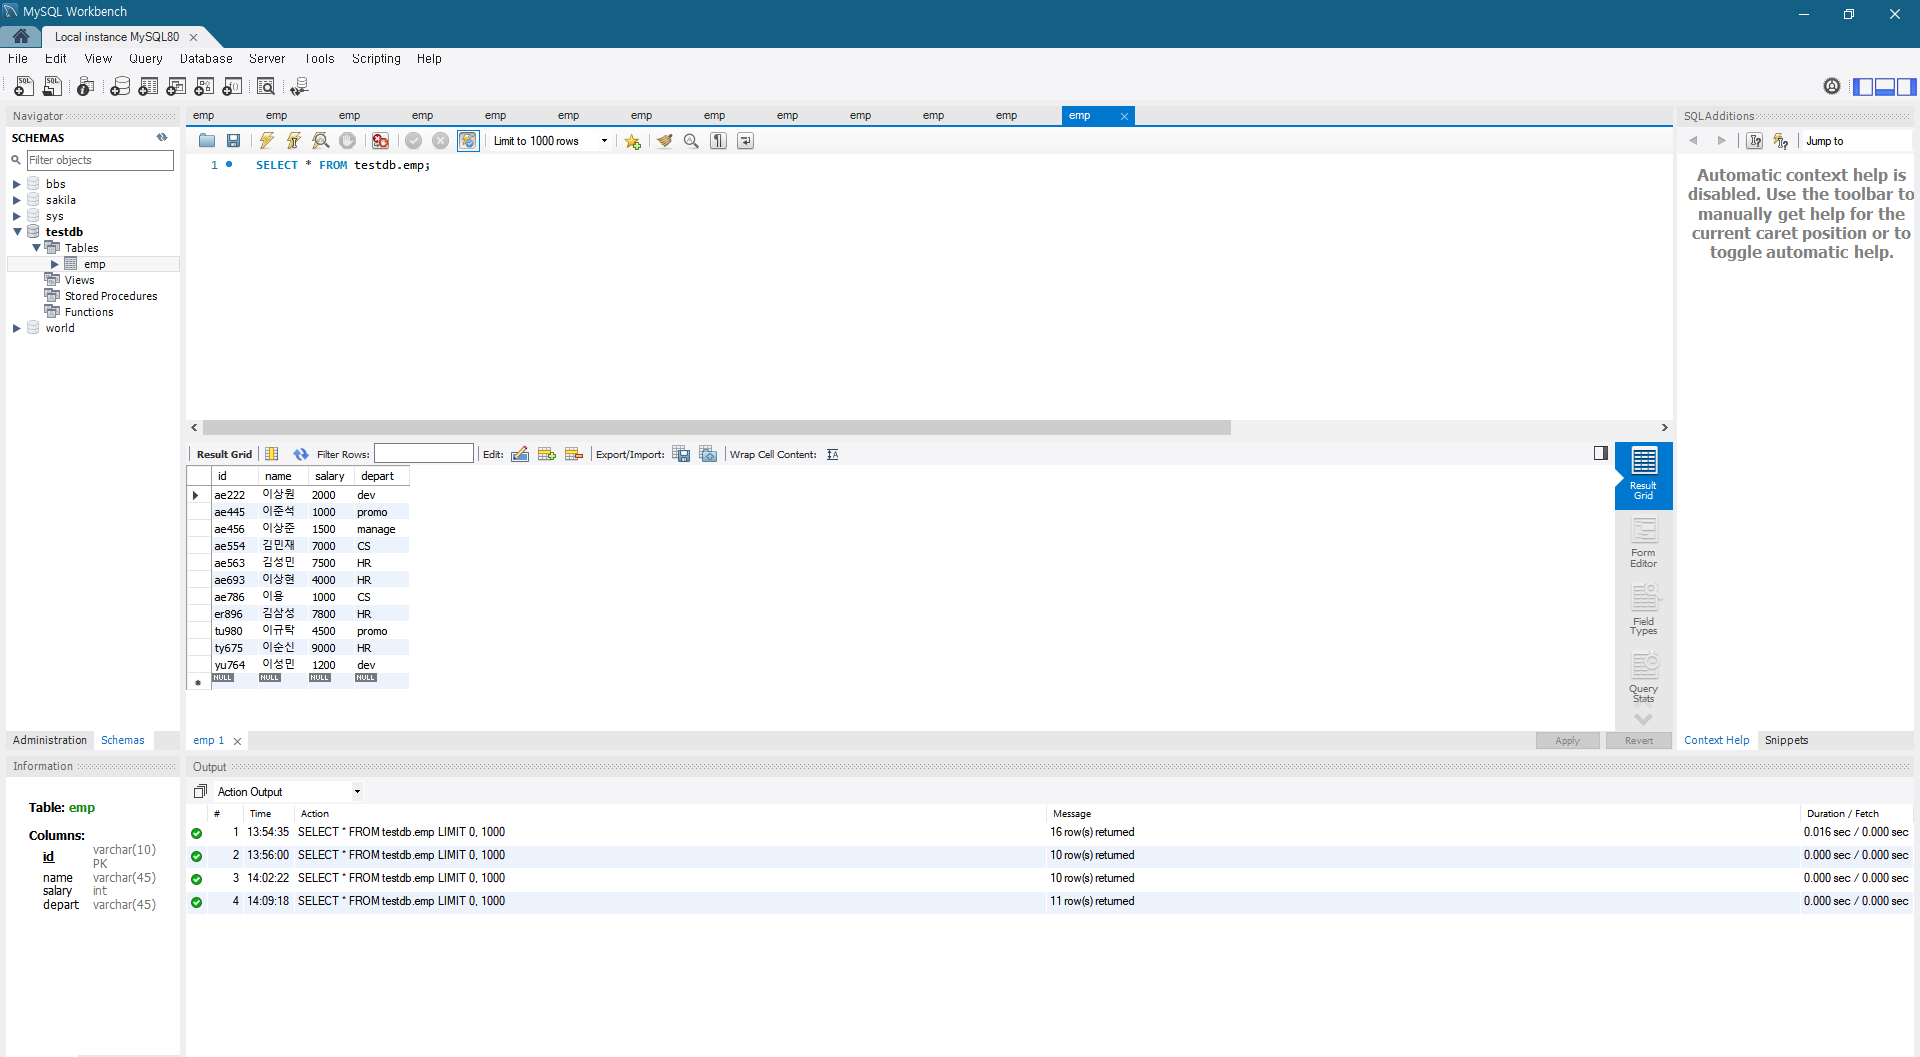 MySQL Workbench
Local instance MySQL80
File Edit View Query Database Server Tools Scripting Help
Navigator
SCHEMAS
Filter objects
bbs
sakila
sys
testdb
Tables
emp
Views
Stored Procedures
Functions
world
Administration Schemas
Information
Table: emp
Columns:
id varchar(10) PK
name varchar(45)
salary int
depart varchar(45)
emp emp emp emp emp emp emp emp emp emp emp emp emp
Limit to 1000 rows
1 SELECT * FROM testdb.emp;
Result Grid Filter Rows: Edit: Export/Import: Wrap Cell Content:
id name salary depart
ae222 이상원 2000 dev
ae445 이준석 1000 promo
ae456 이상준 1500 manage
ae554 김민재 7000 CS
ae563 김성민 7500 HR
ae693 이상현 4000 HR
ae786 이용 1000 CS
er896 김삼성 7800 HR
tu980 이규탁 4500 promo
ty675 이순신 9000 HR
yu764 이성민 1200 dev
NULL NULL NULL NULL
Result Grid
Form Editor
Field Types
Query Stats
emp 1
Apply Revert
SQLAdditions
Jump to
Automatic context help is
disabled. Use the toolbar to
manually get help for the
current caret position or to
toggle automatic help.
Context Help Snippets
Output
Action Output
# Time Action Message Duration / Fetch
1 13:54:35 SELECT * FROM testdb.emp LIMIT 0, 1000 16 row(s) returned 0.016 sec / 0.000 sec
2 13:56:00 SELECT * FROM testdb.emp LIMIT 0, 1000 10 row(s) returned 0.000 sec / 0.000 sec
3 14:02:22 SELECT * FROM testdb.emp LIMIT 0, 1000 10 row(s) returned 0.000 sec / 0.000 sec
4 14:09:18 SELECT * FROM testdb.emp LIMIT 0, 1000 11 row(s) returned 0.000 sec / 0.000 sec